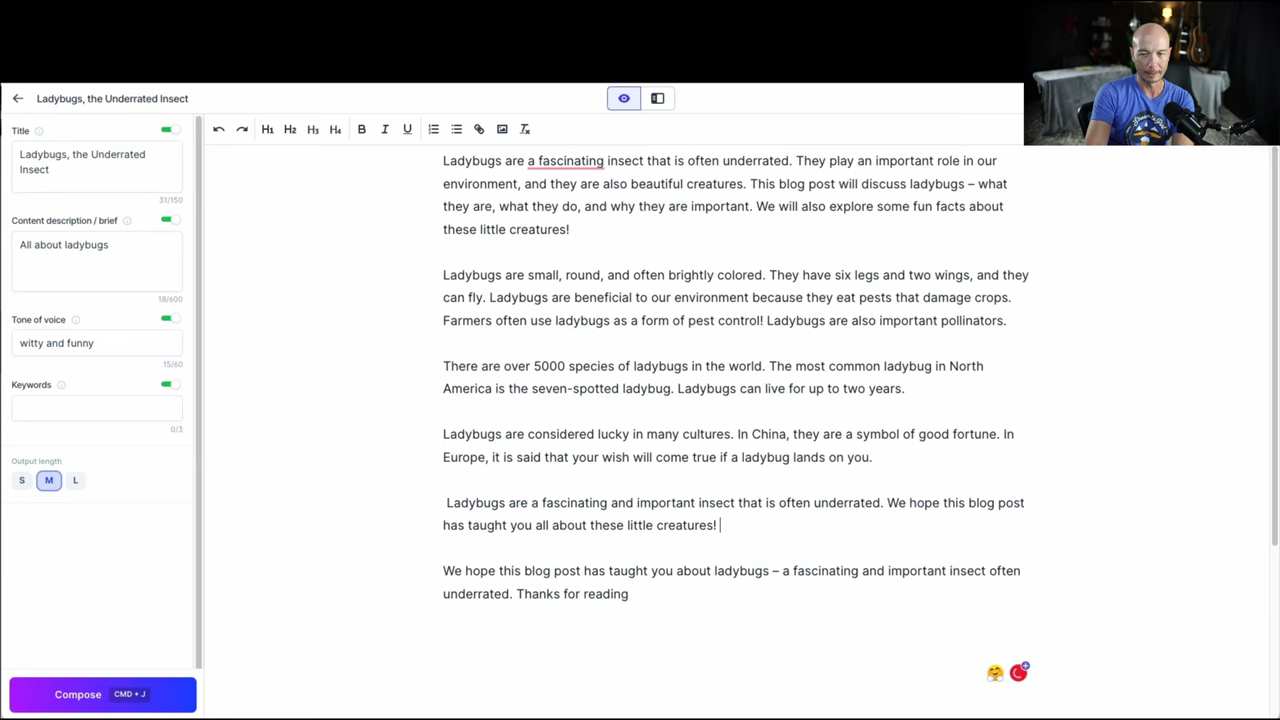 Ladybugs, the Underrated Insect
Title
Ladybugs, the Underrated
Insect
31/150
Content description / brief
All about ladybugs
18/600
Tone of voice
witty and funny
15/60
Keywords
0/3
Output length
S M L
Compose CMD + J
H1 H2 H3 H4 B I U
Ladybugs are a fascinating insect that is often underrated. They play an important role in our
environment, and they are also beautiful creatures. This blog post will discuss ladybugs – what
they are, what they do, and why they are important. We will also explore some fun facts about
these little creatures!
Ladybugs are small, round, and often brightly colored. They have six legs and two wings, and they
can fly. Ladybugs are beneficial to our environment because they eat pests that damage crops.
Farmers often use ladybugs as a form of pest control! Ladybugs are also important pollinators.
There are over 5000 species of ladybugs in the world. The most common ladybug in North
America is the seven-spotted ladybug. Ladybugs can live for up to two years.
Ladybugs are considered lucky in many cultures. In China, they are a symbol of good fortune. In
Europe, it is said that your wish will come true if a ladybug lands on you.
Ladybugs are a fascinating and important insect that is often underrated. We hope this blog post
has taught you all about these little creatures!
We hope this blog post has taught you about ladybugs – a fascinating and important insect often
underrated. Thanks for reading